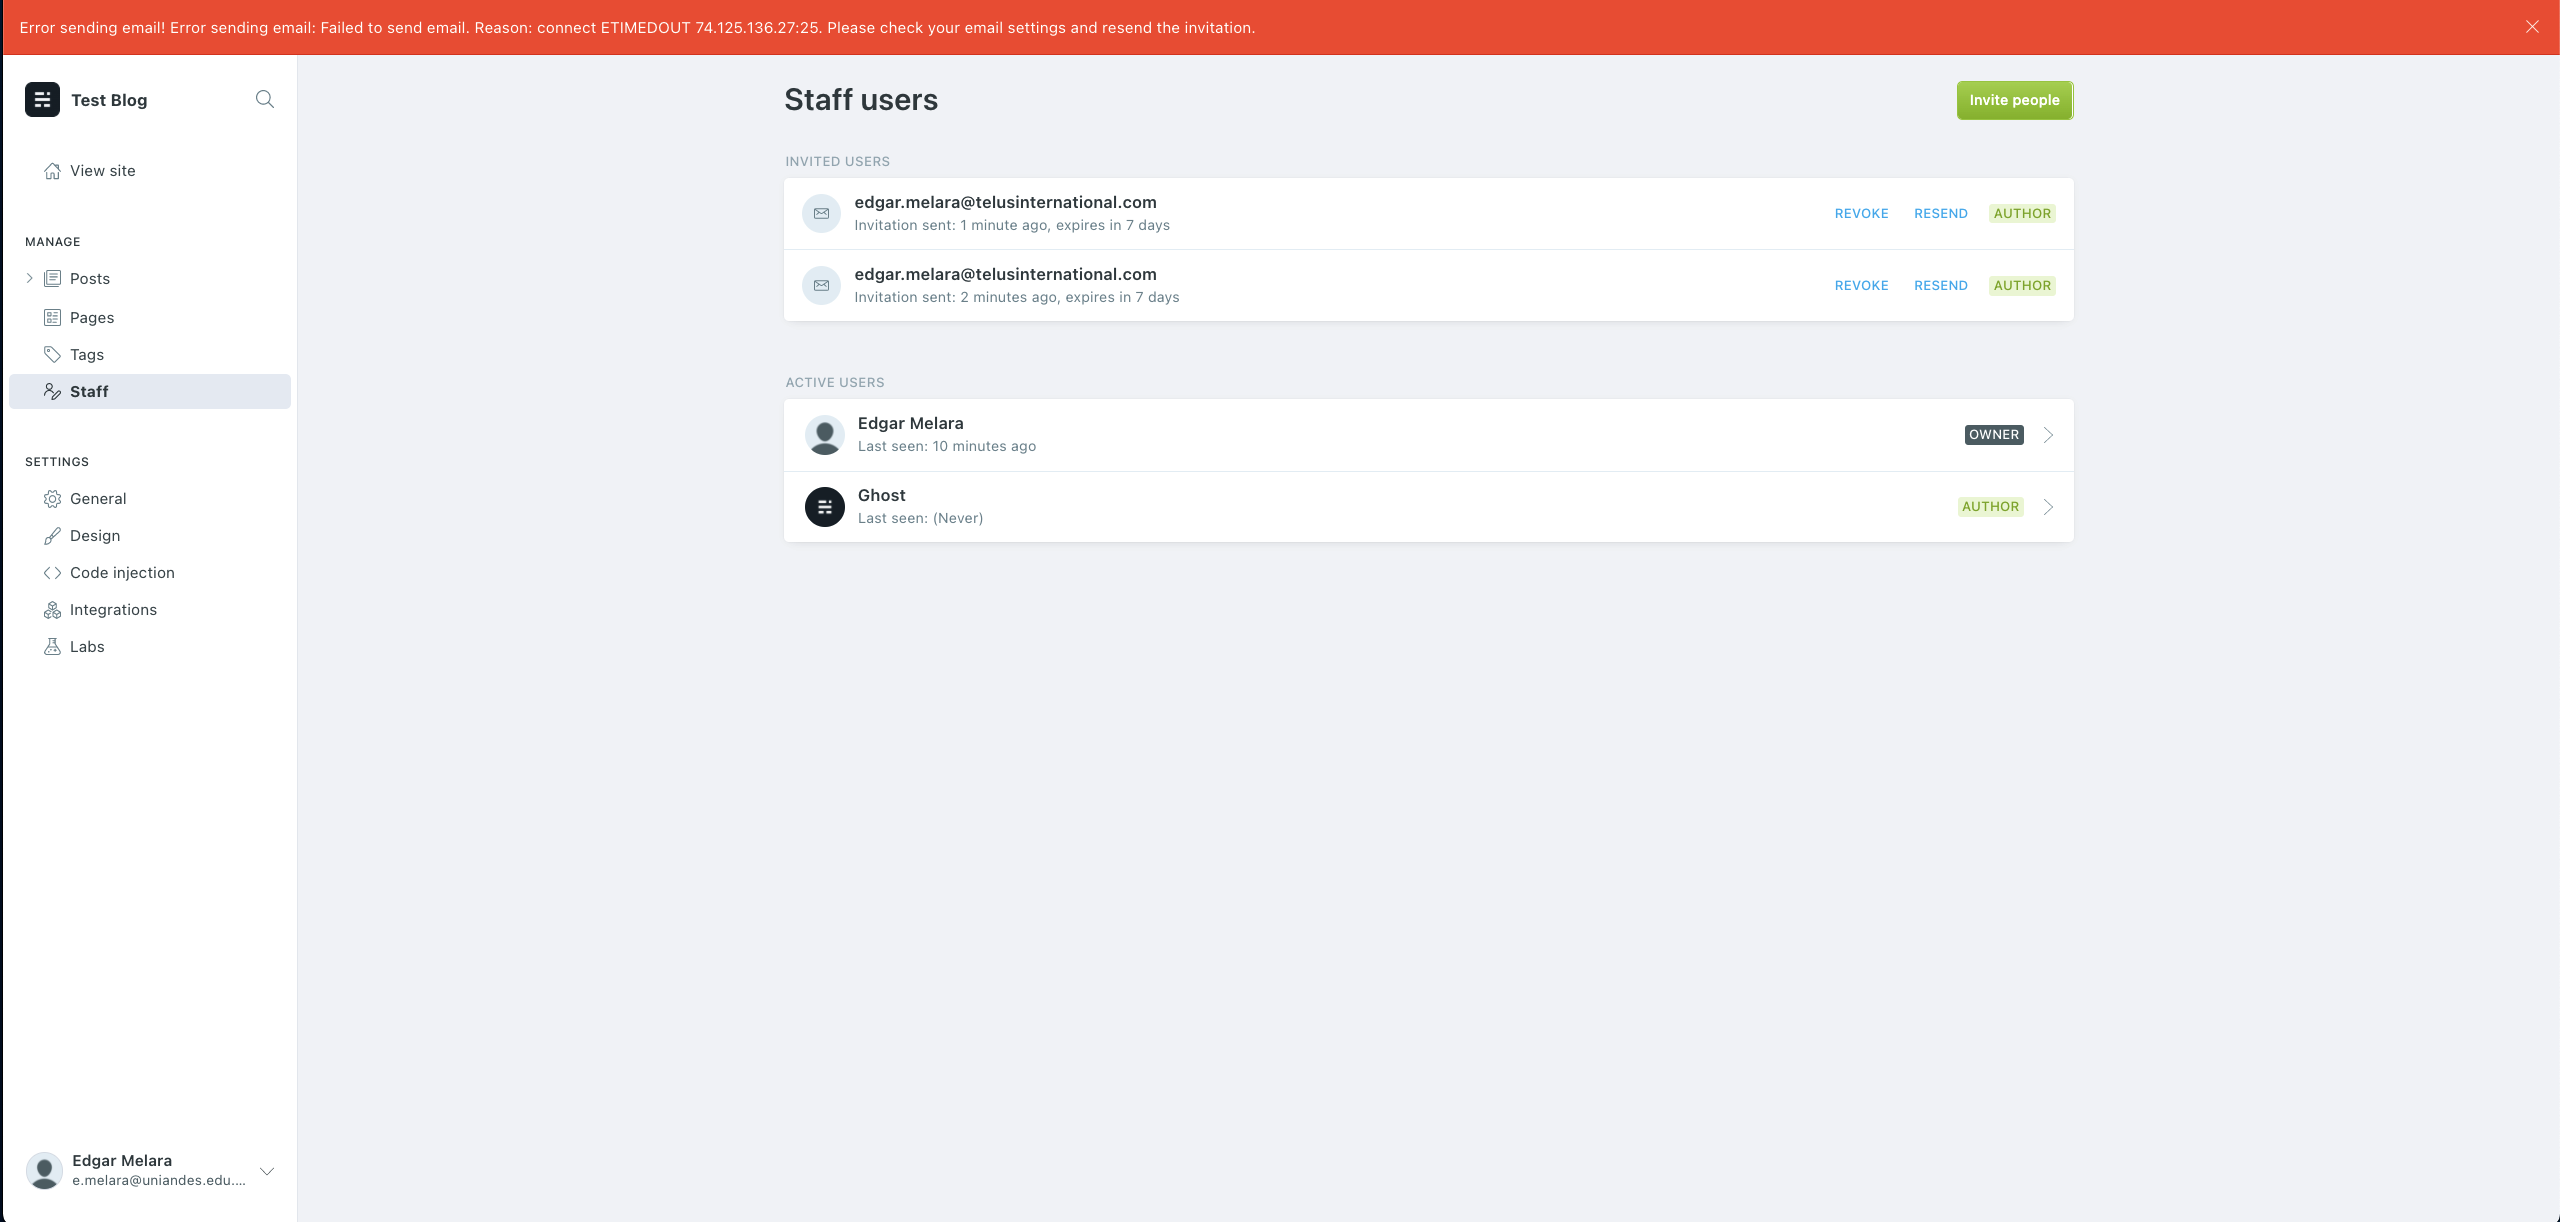 Error sending email! Error sending email: Failed to send email. Reason: connect ETIMEDOUT 74.125.136.27:25. Please check your email settings and resend the invitation.
Test Blog
View site
MANAGE
Posts
Pages
Tags
Staff
SETTINGS
General
Design
Code injection
Integrations
Labs
Edgar Melara
e.melara@uniandes.edu....
Staff users
Invite people
INVITED USERS
edgar.melara@telusinternational.com
Invitation sent: 1 minute ago, expires in 7 days
REVOKE RESEND AUTHOR
edgar.melara@telusinternational.com
Invitation sent: 2 minutes ago, expires in 7 days
REVOKE RESEND AUTHOR
ACTIVE USERS
Edgar Melara
Last seen: 10 minutes ago
OWNER
Ghost
Last seen: (Never)
AUTHOR